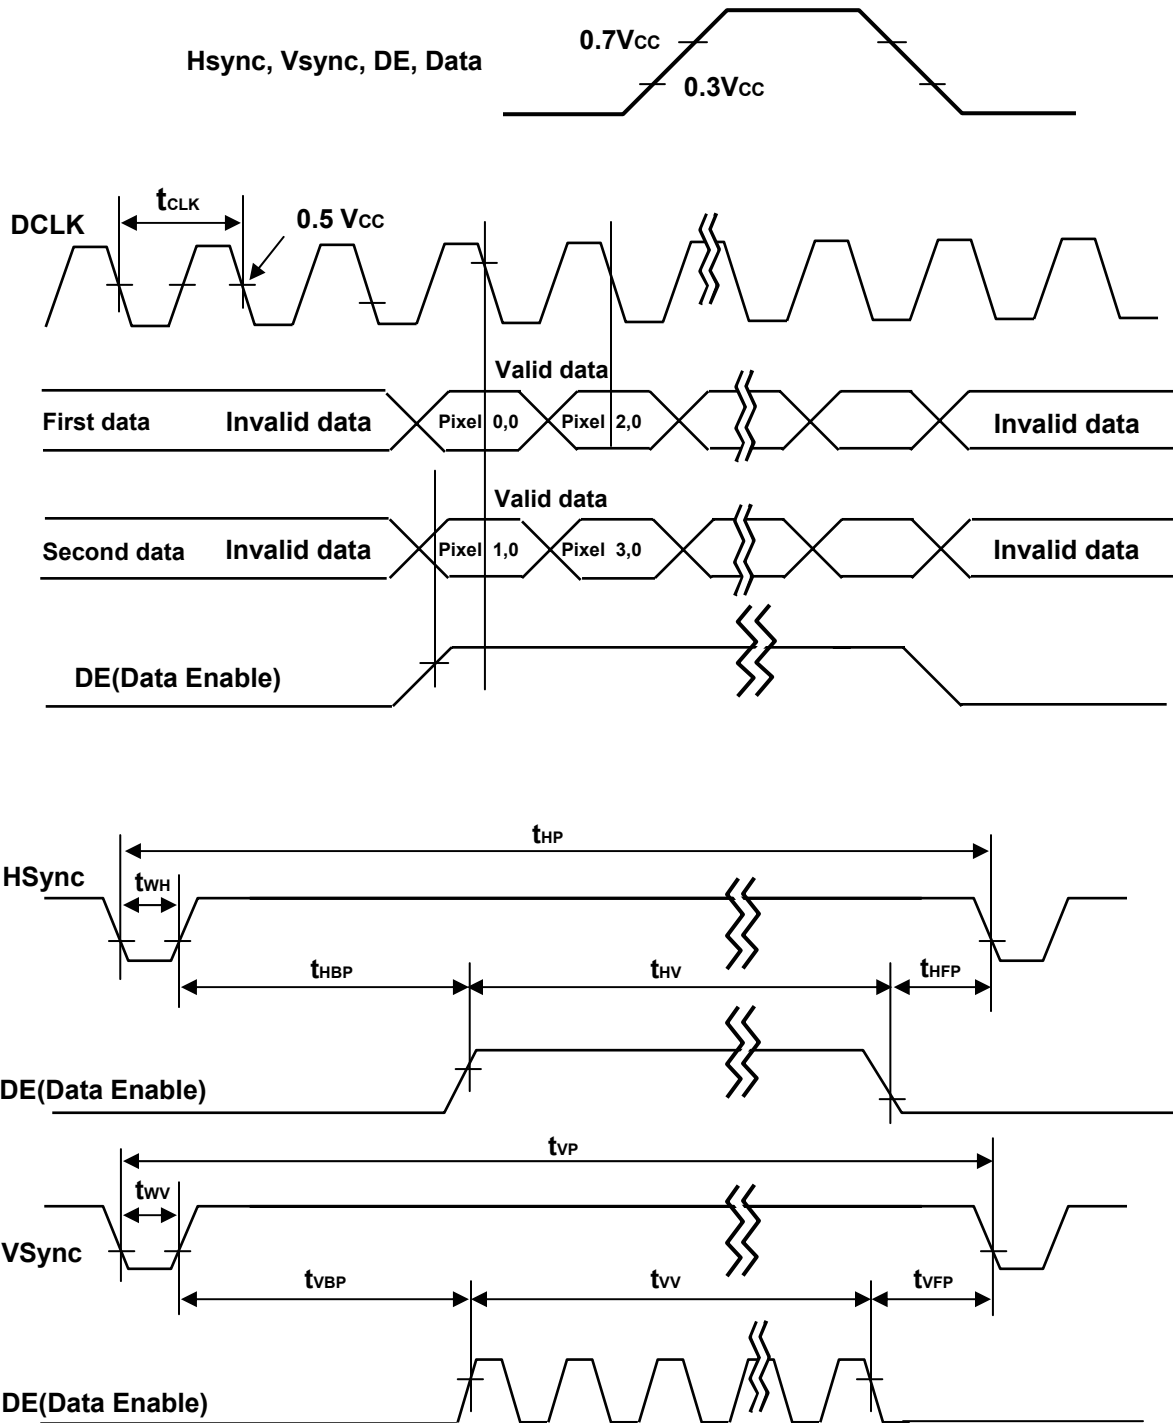 0.7VCC
Hsync, Vsync, DE, Data
0.3VCC
tCLK
DCLK
0.5 VCC
Valid data
First data Invalid data Pixel 0,0 Pixel 2,0 Invalid data
Valid data
Second data Invalid data Pixel 1,0 Pixel 3,0 Invalid data
DE(Data Enable)
tHP
HSync
tWH
tHBP tHV tHFP
DE(Data Enable)
tVP
tWV
VSync
tVBP tVV tVFP
DE(Data Enable)